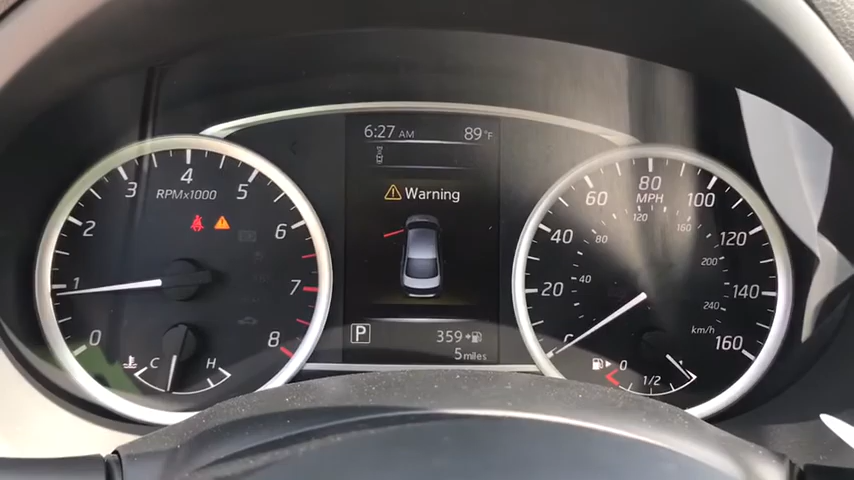 6:27 AM 89°F
Warning
P 359
5 miles
0 1 2 3 4 5 6 7 8
RPMx1000
C H
20 40 60 80 100 120 140 160
MPH
40 80 120 160 200 240
km/h
0 1/2